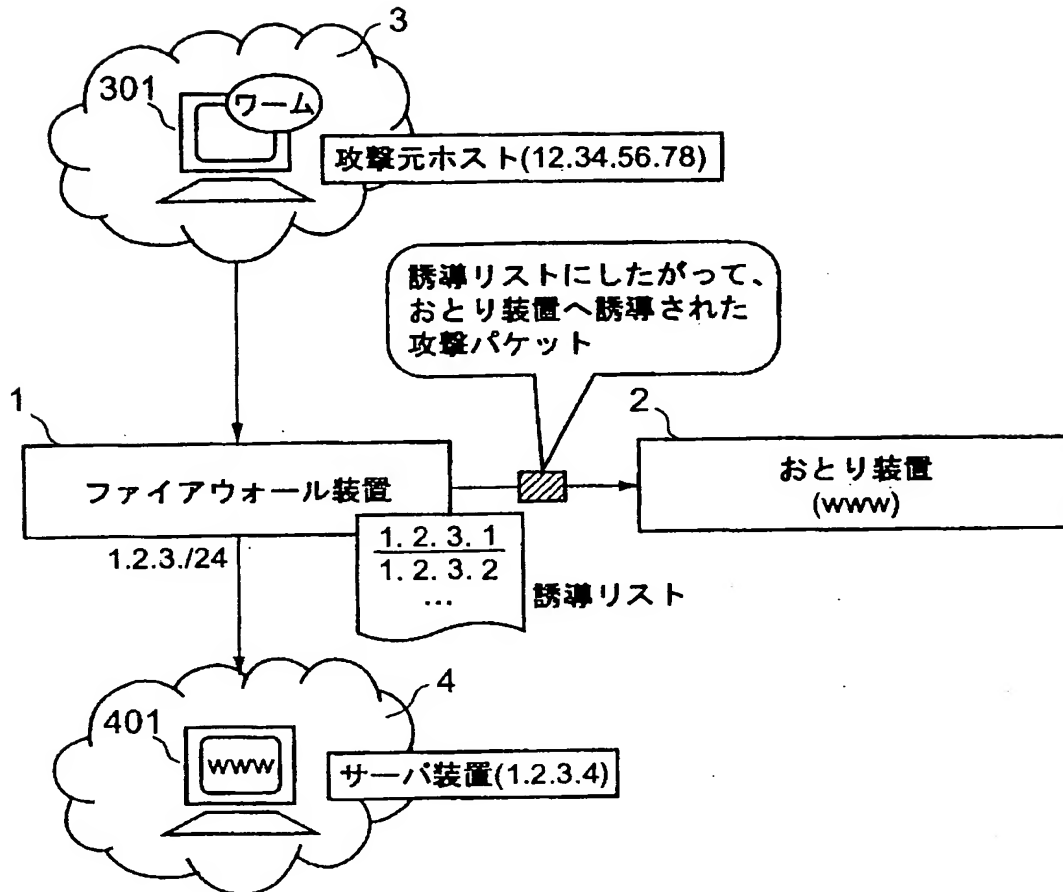 3
301
ワーム
攻撃元ホスト(12.34.56.78)
誘導リストにしたがって、
おとり装置へ誘導された
攻撃パケット
1
2
ファイアウォール装置
おとり装置
(www)
1.2.3./24
1. 2. 3. 1
1. 2. 3. 2
...
誘導リスト
4
401
www
サーバ装置(1.2.3.4)